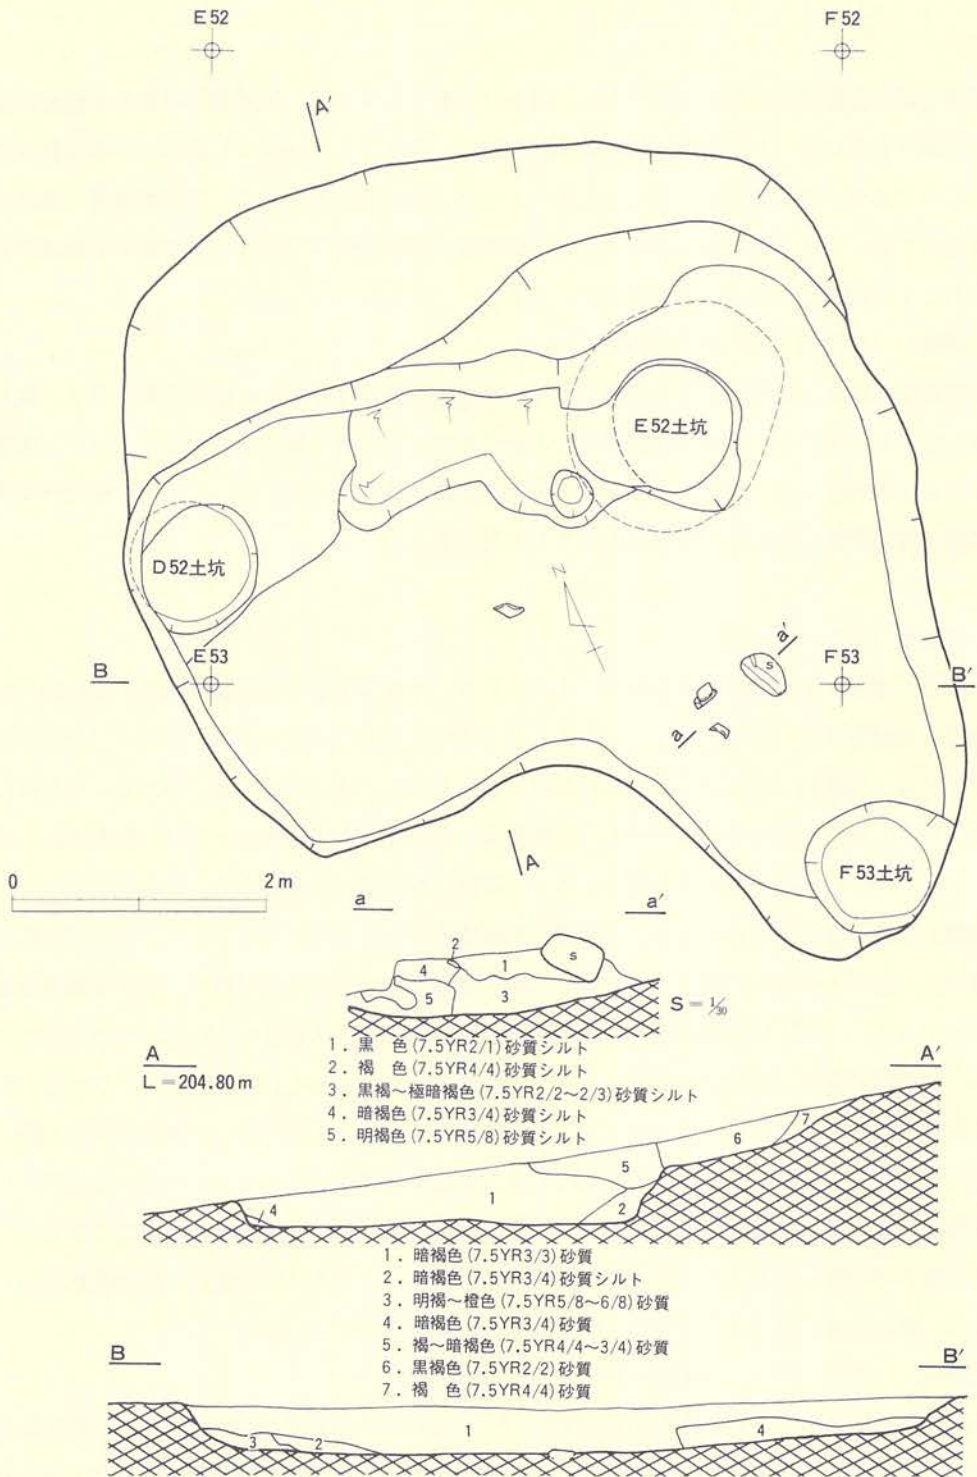 E52
F52
A'
E52土坑
D52土坑
N
a'
s
B
E53
F53
B'
a
A
F53土坑
0
2m
a
a'
2
s
4
1
5
3
S=1/30
1. 黒 色 (7.5YR2/1) 砂質シルト
2. 褐 色 (7.5YR4/4) 砂質シルト
3. 黒褐~極暗褐色 (7.5YR2/2~2/3) 砂質シルト
4. 暗褐色 (7.5YR3/4) 砂質シルト
5. 明褐色 (7.5YR5/8) 砂質シルト
A
A'
L=204.80m
7
6
5
1
4
2
1. 暗褐色 (7.5YR3/3) 砂質
2. 暗褐色 (7.5YR3/4) 砂質シルト
3. 明褐~橙色 (7.5YR5/8~6/8) 砂質
4. 暗褐色 (7.5YR3/4) 砂質
5. 褐~暗褐色 (7.5YR4/4~3/4) 砂質
6. 黒褐色 (7.5YR2/2) 砂質
7. 褐 色 (7.5YR4/4) 砂質
B
B'
1
4
3
2